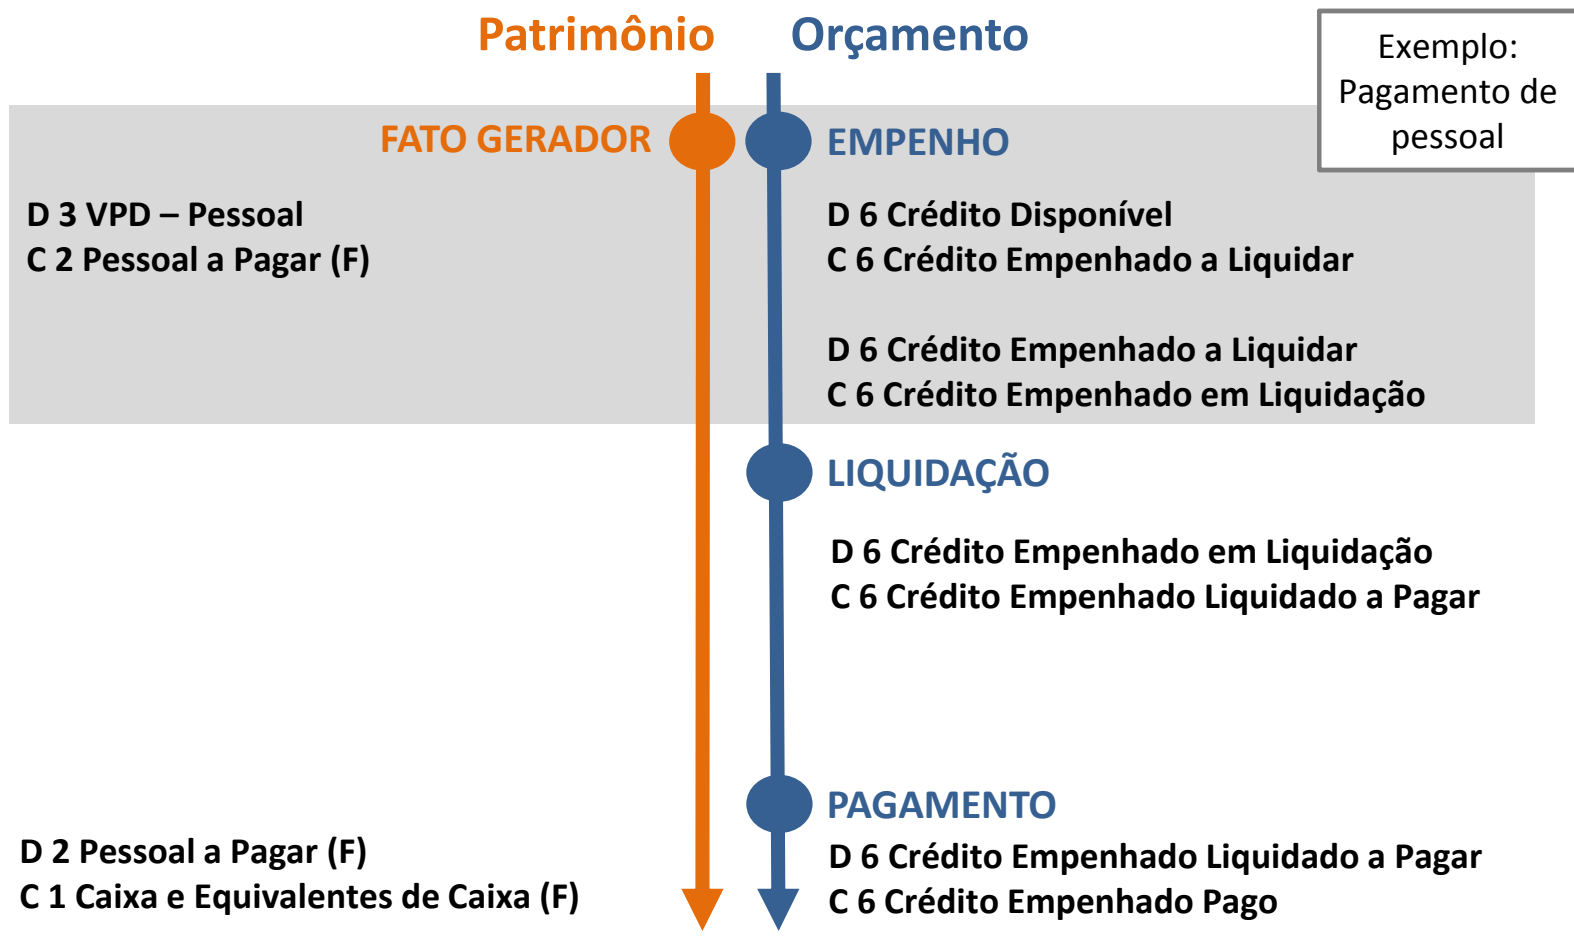 Patrimônio
Orçamento
Exemplo:
Pagamento de
pessoal
FATO GERADOR
EMPENHO
D 3 VPD – Pessoal
C 2 Pessoal a Pagar (F)
D 6 Crédito Disponível
C 6 Crédito Empenhado a Liquidar
D 6 Crédito Empenhado a Liquidar
C 6 Crédito Empenhado em Liquidação
LIQUIDAÇÃO
D 6 Crédito Empenhado em Liquidação
C 6 Crédito Empenhado Liquidado a Pagar
PAGAMENTO
D 2 Pessoal a Pagar (F)
C 1 Caixa e Equivalentes de Caixa (F)
D 6 Crédito Empenhado Liquidado a Pagar
C 6 Crédito Empenhado Pago